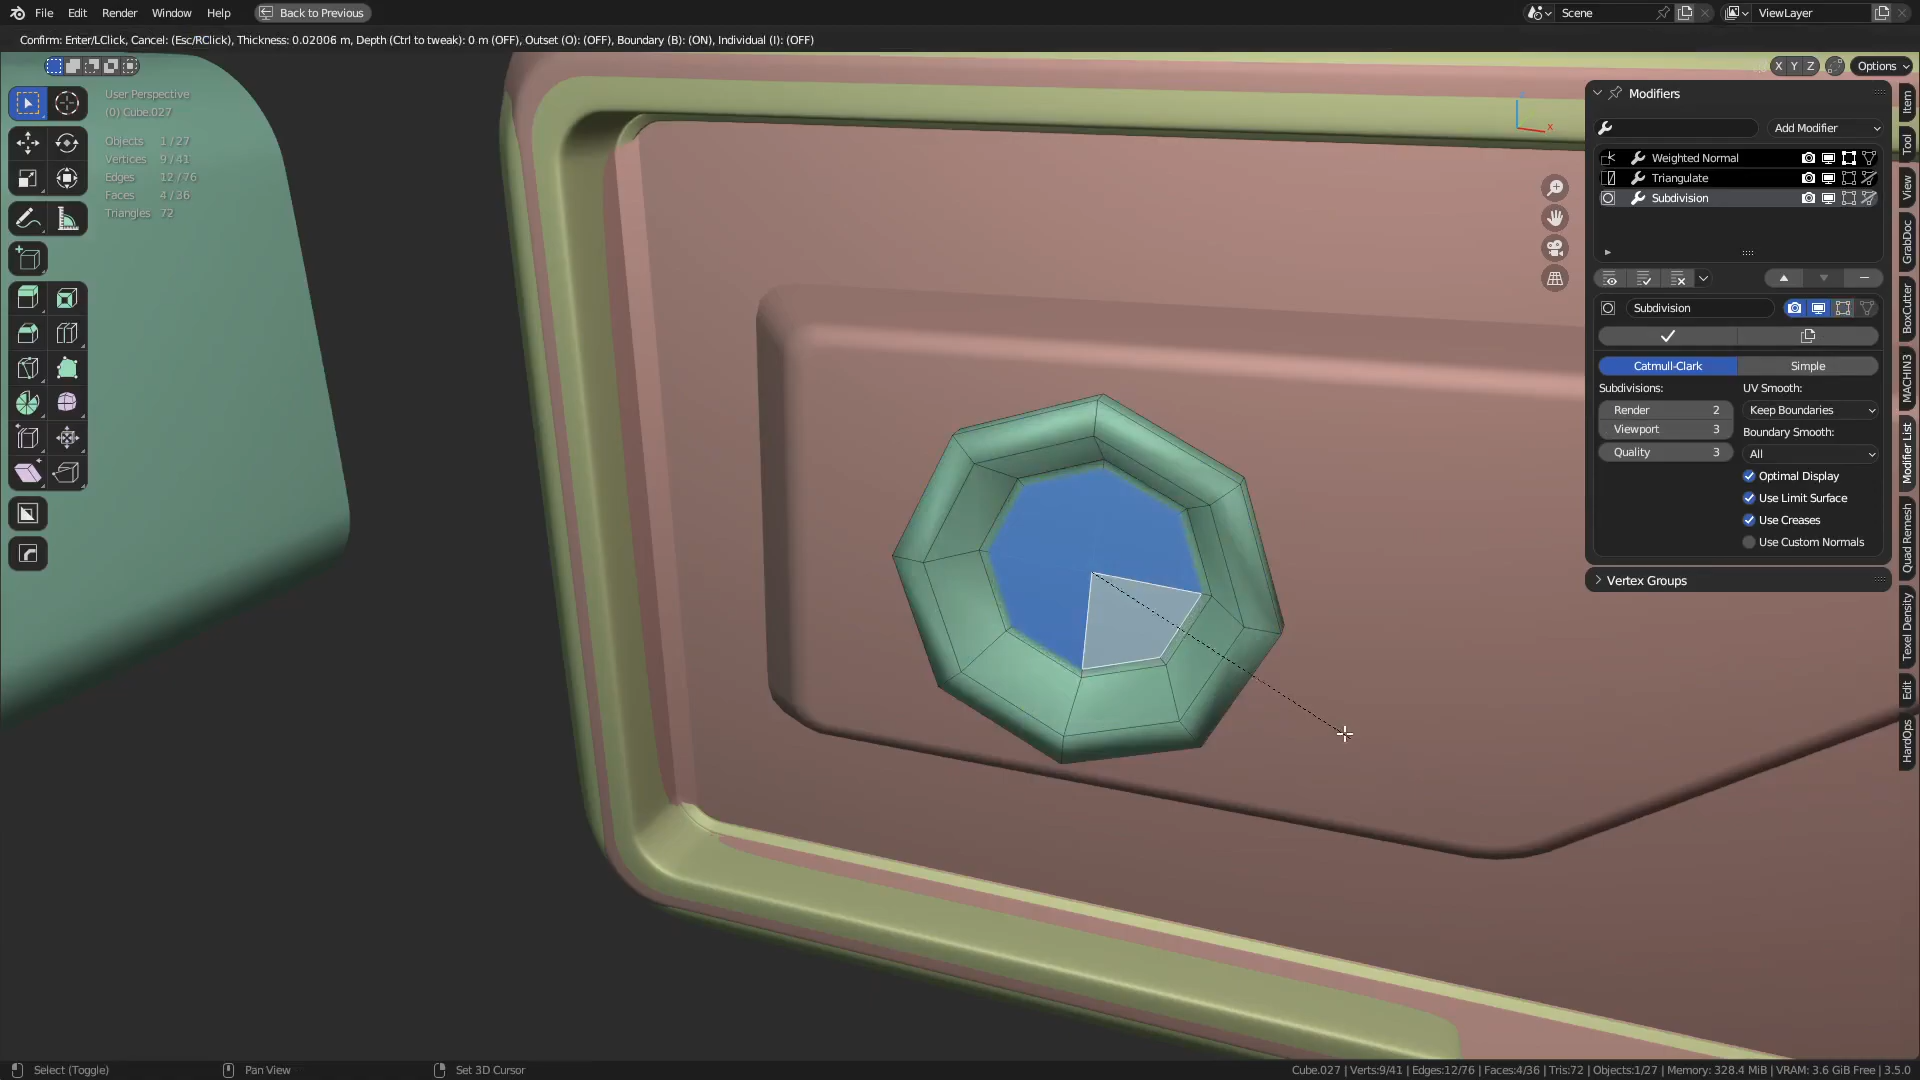 File Edit Render Window Help Back to Previous Scene ViewLayer
Confirm: Enter/LClick, Cancel: (Esc/RClick), Thickness: 0.02006 m, Depth (Ctrl to tweak): 0 m (OFF), Outset (O): (OFF), Boundary (B): (ON), Individual (I): (OFF)
X Y Z Options
User Perspective
(0) Cube.027
Objects 1/27
Vertices 9/41
Edges 12/76
Faces 4/36
Triangles 72
X
Modifiers
Add Modifier
Weighted Normal
Triangulate
Subdivision
Subdivision
Catmull-Clark Simple
Subdivisions: UV Smooth:
Render 2 Keep Boundaries
Viewport 3 Boundary Smooth:
Quality 3 All
Optimal Display
Use Limit Surface
Use Creases
Use Custom Normals
Vertex Groups
Item
Tool
View
GrabDoc
BoxCutter
MACHIN3
Modifier List
Quad Remesh
Texel Density
Edit
HardOps
Select (Toggle) Pan View Set 3D Cursor Cube.027 | Verts:9/41 | Edges:12/76 | Faces:4/36 | Tris:72 | Objects:1/27 | Memory: 328.4 MiB | VRAM: 3.6 GiB Free | 3.5.0